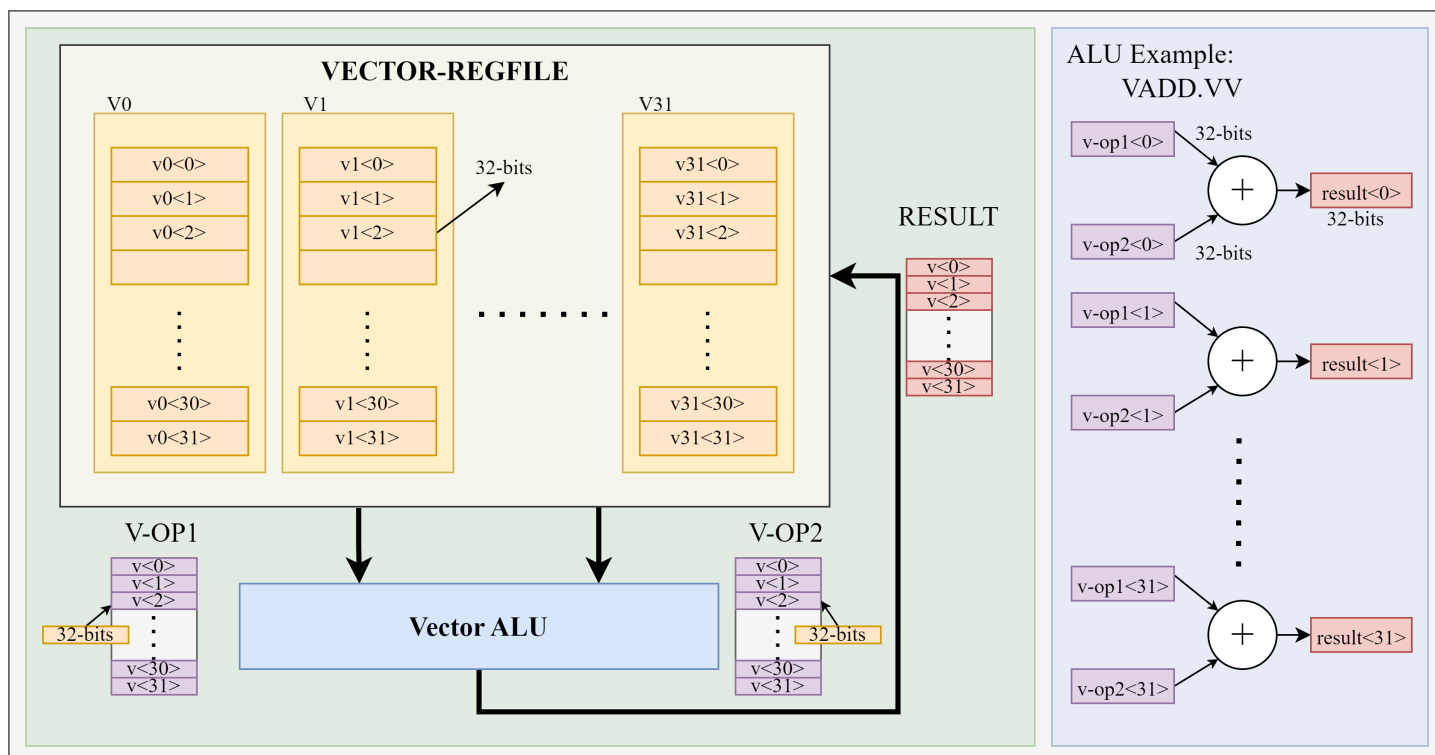 VECTOR-REGFILE
V0
V1
V31
v0<0>
v0<1>
v0<2>
v0<30>
v0<31>
v1<0>
v1<1>
v1<2>
v1<30>
v1<31>
32-bits
v31<0>
v31<1>
v31<2>
v31<30>
v31<31>
RESULT
v<0>
v<1>
v<2>
v<30>
v<31>
V-OP1
v<0>
v<1>
v<2>
32-bits
v<30>
v<31>
Vector ALU
V-OP2
v<0>
v<1>
v<2>
32-bits
v<30>
v<31>
ALU Example:
VADD.VV
v-op1<0>
32-bits
+
result<0>
32-bits
v-op2<0>
32-bits
v-op1<1>
+
result<1>
v-op2<1>
v-op1<31>
+
result<31>
v-op2<31>